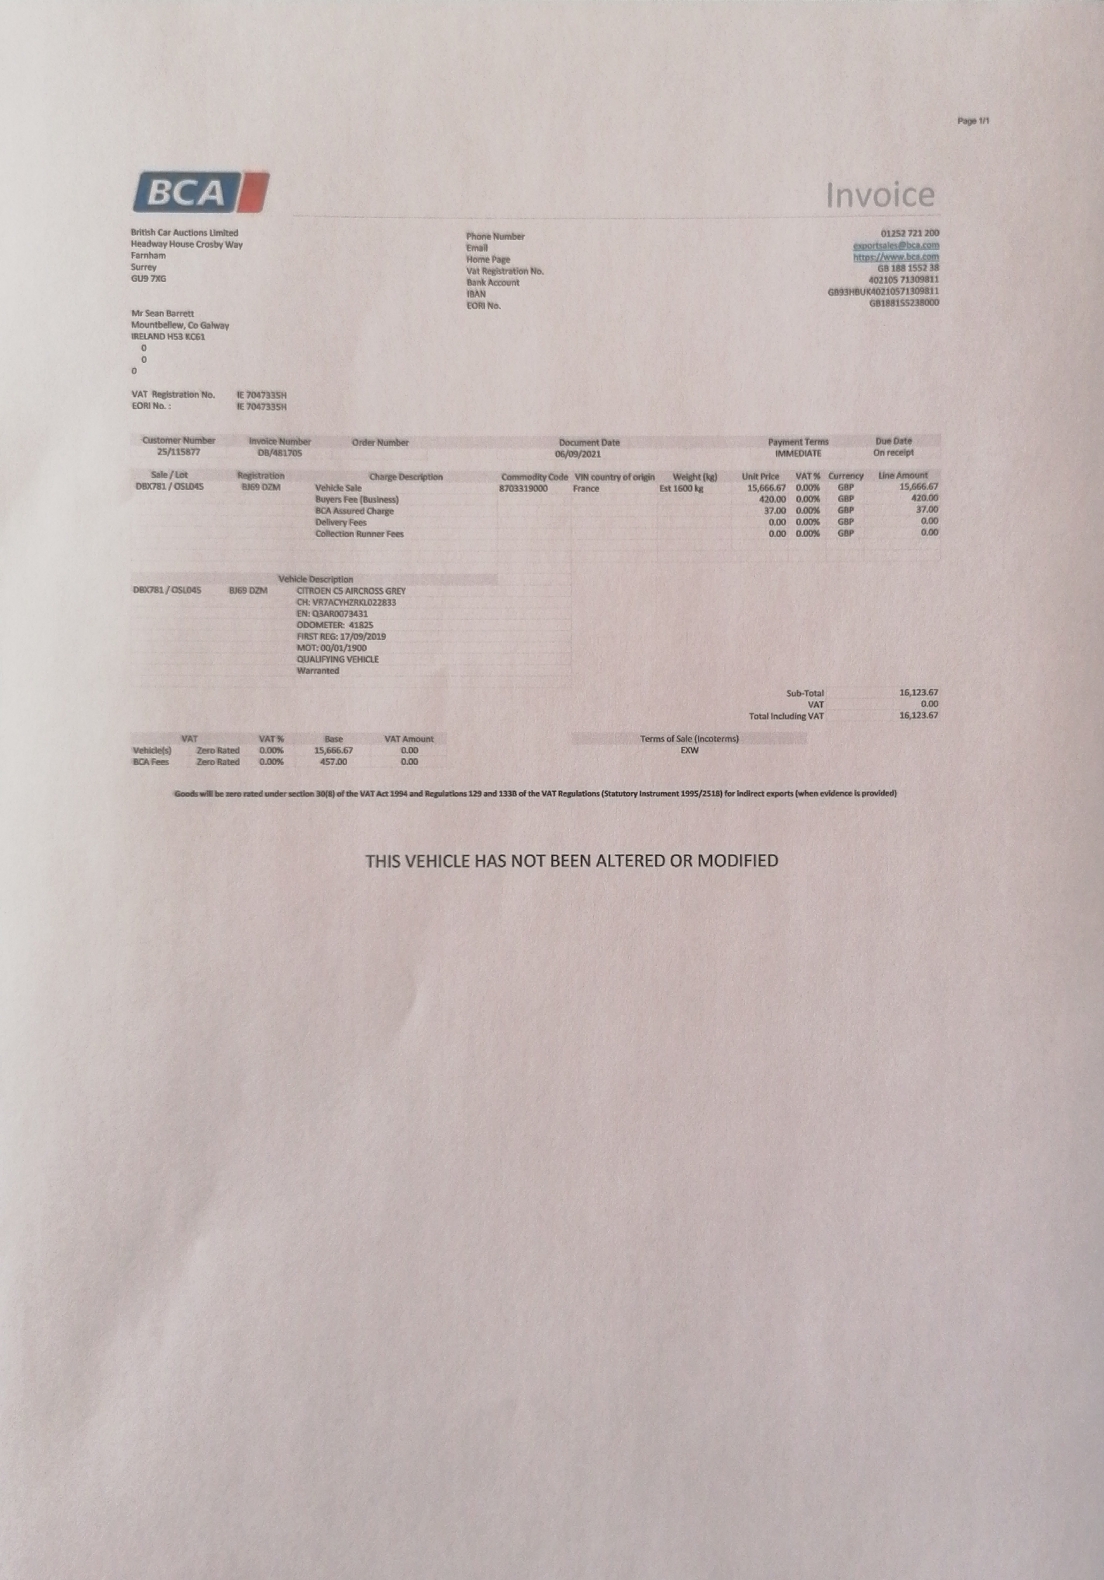 Page 1/1
BCA
Invoice
British Car Auctions Limited
Headway House Crosby Way
Farnham
Surrey
GU9 7XG
Phone Number 01252 721 200
Email exportsales@bca.com
Home Page https://www.bca.com
Vat Registration No. GB 188 1552 38
Bank Account 402105 71309811
IBAN GB93HBUK40210571309811
EORI No. GB188155238000
Mr Sean Barrett
Mountbellew, Co Galway
IRELAND H53 KC61
0
0
0
VAT Registration No. IE 7047335H
EORI No. : IE 7047335H
Customer Number Invoice Number Order Number Document Date Payment Terms Due Date
25/115877 DB/481705 06/09/2021 IMMEDIATE On receipt
Sale / Lot Registration Charge Description Commodity Code VIN country of origin Weight (kg) Unit Price VAT % Currency Line Amount
DBX781 / OSL045 BJ69 DZM Vehicle Sale 8703319000 France Est 1600 kg 15,666.67 0.00% GBP 15,666.67
Buyers Fee (Business) 420.00 0.00% GBP 420.00
BCA Assured Charge 37.00 0.00% GBP 37.00
Delivery Fees 0.00 0.00% GBP 0.00
Collection Runner Fees 0.00 0.00% GBP 0.00
Vehicle Description
DBX781 / OSL045 BJ69 DZM CITROEN C5 AIRCROSS GREY
CH: VR7ACYHZRKL022833
EN: Q3AR0073431
ODOMETER: 41825
FIRST REG: 17/09/2019
MOT: 00/01/1900
QUALIFYING VEHICLE
Warranted
Sub-Total 16,123.67
VAT 0.00
Total Including VAT 16,123.67
VAT VAT % Base VAT Amount Terms of Sale (Incoterms)
Vehicle(s) Zero Rated 0.00% 15,666.67 0.00 EXW
BCA Fees Zero Rated 0.00% 457.00 0.00
Goods will be zero rated under section 30(8) of the VAT Act 1994 and Regulations 129 and 133B of the VAT Regulations (Statutory Instrument 1995/2518) for indirect exports (when evidence is provided)
THIS VEHICLE HAS NOT BEEN ALTERED OR MODIFIED